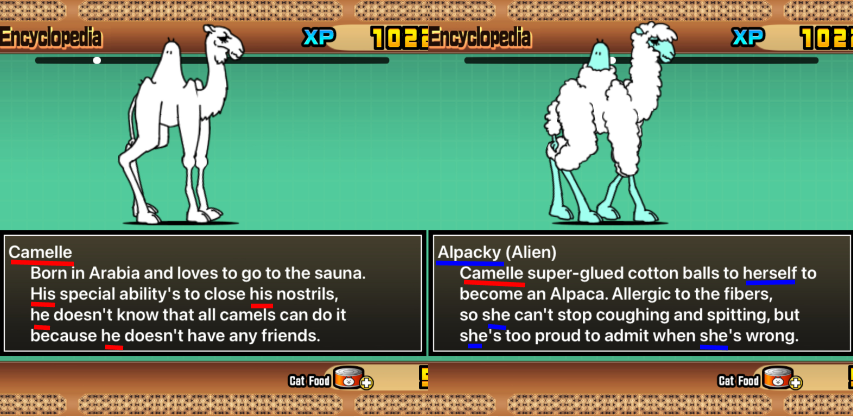 Encyclopedia
XP
Camelle
Born in Arabia and loves to go to the sauna.
His special ability's to close his nostrils,
he doesn't know that all camels can do it
because he doesn't have any friends.
Cat Food
Encyclopedia
XP
Alpacky (Alien)
Camelle super-glued cotton balls to herself to
become an Alpaca. Allergic to the fibers,
so she can't stop coughing and spitting, but
she's too proud to admit when she's wrong.
Cat Food